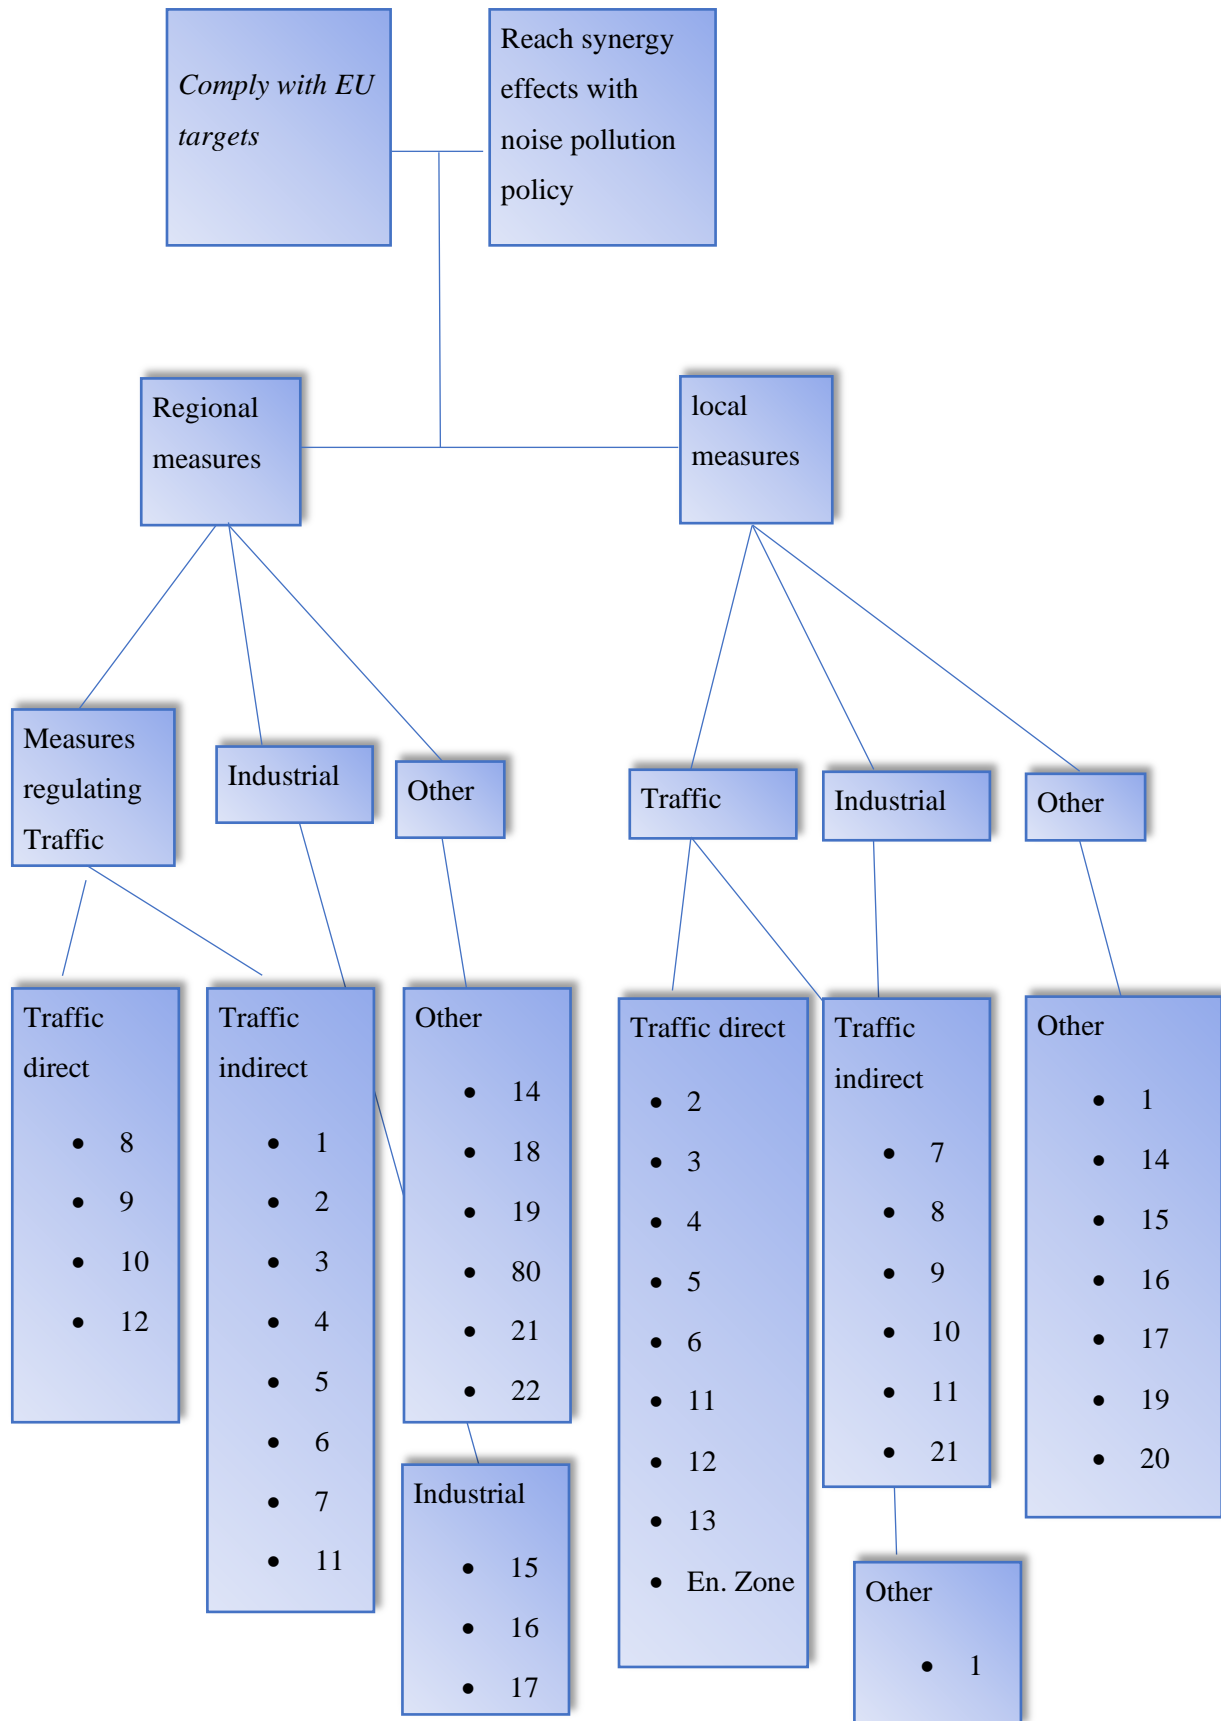 Comply with EU
targets
Reach synergy
effects with
noise pollution
policy
Regional
measures
local
measures
Measures
regulating
Traffic
Industrial
Other
Traffic
Industrial
Other
Traffic
direct
• 8
• 9
• 10
• 12
Traffic
indirect
• 1
• 2
• 3
• 4
• 5
• 6
• 7
• 11
Other
• 14
• 18
• 19
• 80
• 21
• 22
Industrial
• 15
• 16
• 17
Traffic direct
• 2
• 3
• 4
• 5
• 6
• 11
• 12
• 13
• En. Zone
Traffic
indirect
• 7
• 8
• 9
• 10
• 11
• 21
Other
• 1
Other
• 1
• 14
• 15
• 16
• 17
• 19
• 20